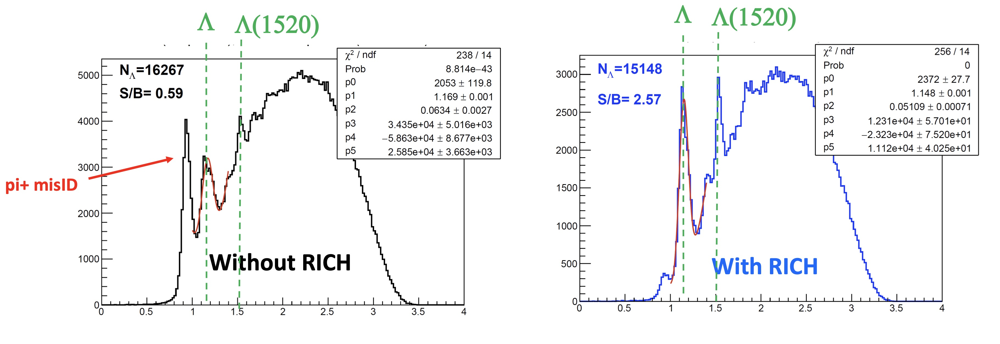 Λ Λ(1520)
N_Λ=16267
S/B= 0.59
χ² / ndf 238 / 14
Prob 8.814e−43
p0 2053 ± 119.8
p1 1.169 ± 0.001
p2 0.0634 ± 0.0027
p3 3.435e+04 ± 5.016e+03
p4 −5.863e+04 ± 8.677e+03
p5 2.585e+04 ± 3.663e+03
5000
4000
3000
2000
1000
0
pi+ misID
Without RICH
0 0.5 1 1.5 2 2.5 3 3.5 4
Λ Λ(1520)
N_Λ=15148
S/B= 2.57
χ² / ndf 256 / 14
Prob 0
p0 2372 ± 27.7
p1 1.148 ± 0.001
p2 0.05109 ± 0.00071
p3 1.231e+04 ± 5.701e+01
p4 −2.323e+04 ± 7.520e+01
p5 1.112e+04 ± 4.025e+01
3000
2500
2000
1500
1000
500
0
With RICH
0 0.5 1 1.5 2 2.5 3 3.5 4